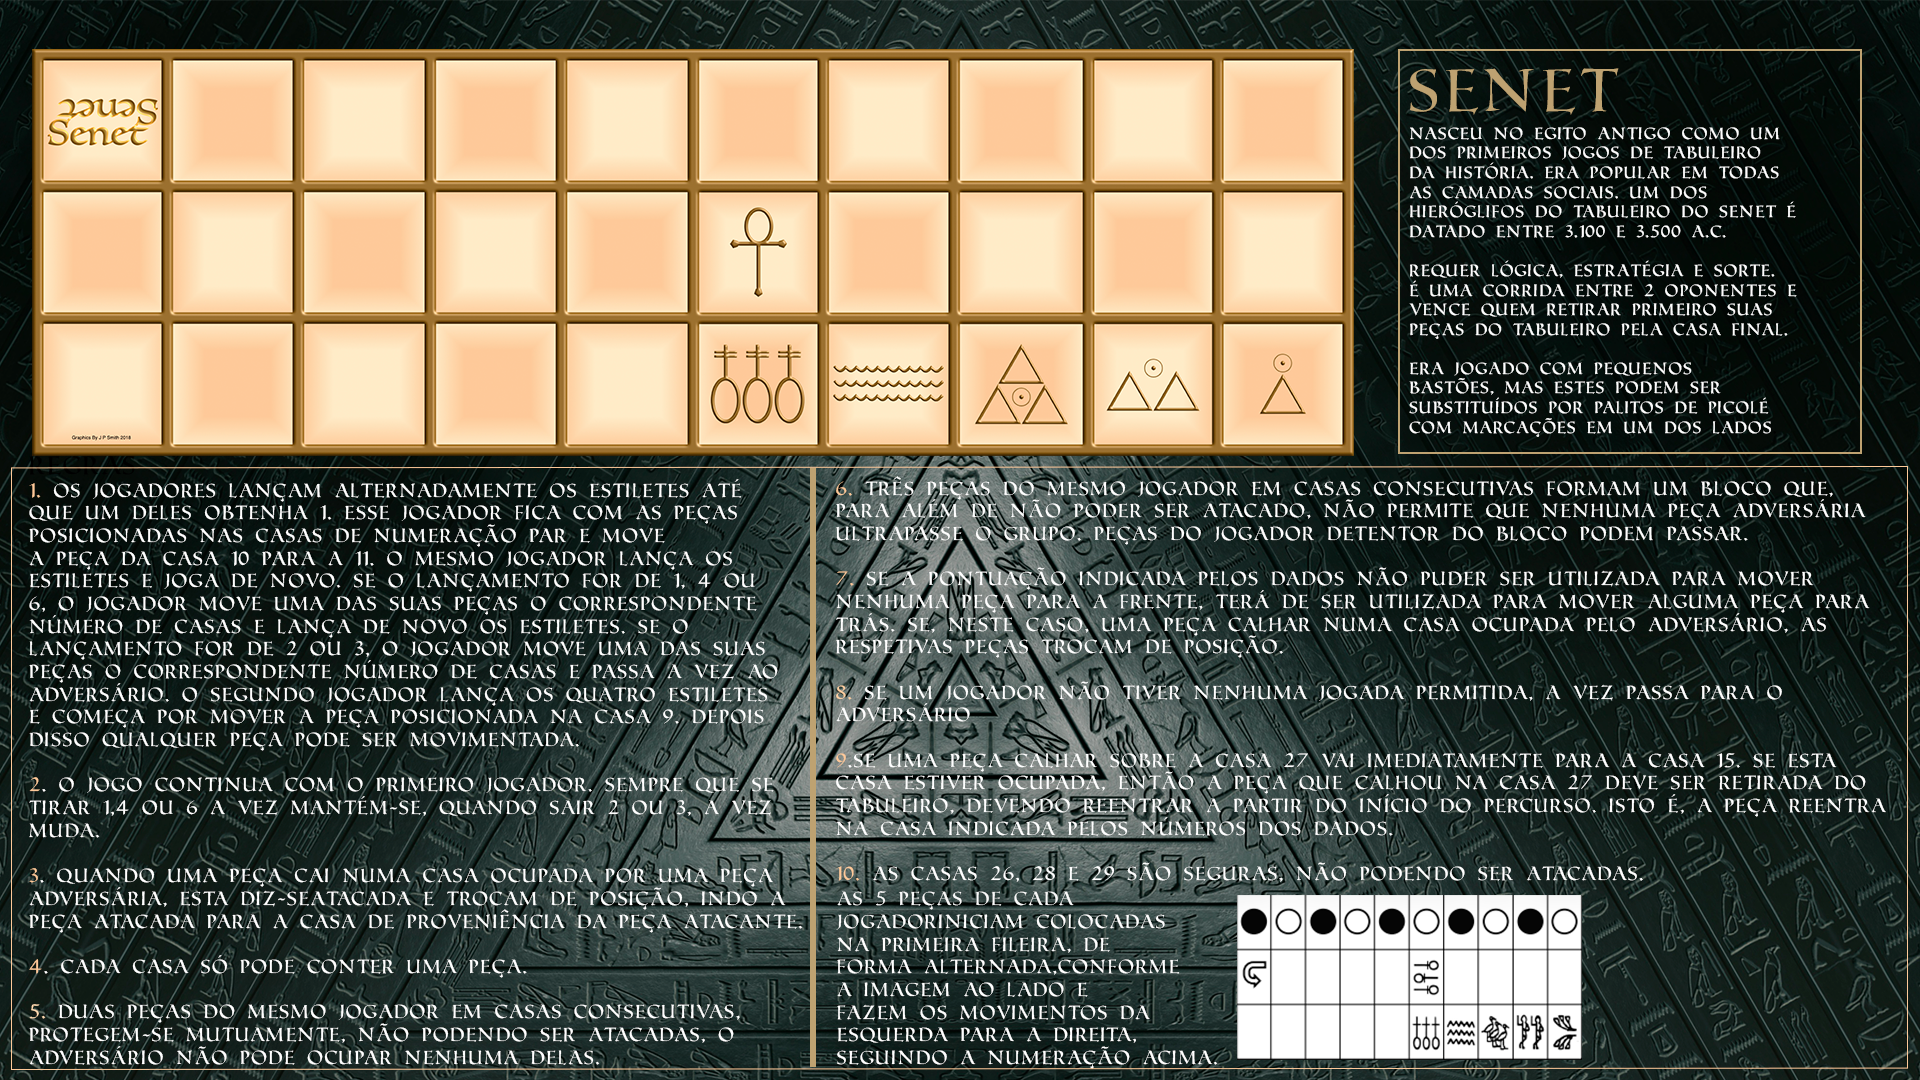 Senet
Senet
Graphics By J P Smith 2018
SENET
NASCEU NO EGITO ANTIGO COMO UM
DOS PRIMEIROS JOGOS DE TABULEIRO
DA HISTÓRIA. ERA POPULAR EM TODAS
AS CAMADAS SOCIAIS. UM DOS
HIERÓGLIFOS DO TABULEIRO DO SENET É
DATADO ENTRE 3.100 E 3.500 A.C.
REQUER LÓGICA, ESTRATÉGIA E SORTE.
É UMA CORRIDA ENTRE 2 OPONENTES E
VENCE QUEM RETIRAR PRIMEIRO SUAS
PEÇAS DO TABULEIRO PELA CASA FINAL.
ERA JOGADO COM PEQUENOS
BASTÕES, MAS ESTES PODEM SER
SUBSTITUÍDOS POR PALITOS DE PICOLÉ
COM MARCAÇÕES EM UM DOS LADOS
1. OS JOGADORES LANÇAM ALTERNADAMENTE OS ESTILETES ATÉ
QUE UM DELES OBTENHA 1. ESSE JOGADOR FICA COM AS PEÇAS
POSICIONADAS NAS CASAS DE NUMERAÇÃO PAR E MOVE
A PEÇA DA CASA 10 PARA A 11. O MESMO JOGADOR LANÇA OS
ESTILETES E JOGA DE NOVO. SE O LANÇAMENTO FOR DE 1, 4 OU
6, O JOGADOR MOVE UMA DAS SUAS PEÇAS O CORRESPONDENTE
NÚMERO DE CASAS E LANÇA DE NOVO OS ESTILETES. SE O
LANÇAMENTO FOR DE 2 OU 3, O JOGADOR MOVE UMA DAS SUAS
PEÇAS O CORRESPONDENTE NÚMERO DE CASAS E PASSA A VEZ AO
ADVERSÁRIO. O SEGUNDO JOGADOR LANÇA OS QUATRO ESTILETES
E COMEÇA POR MOVER A PEÇA POSICIONADA NA CASA 9. DEPOIS
DISSO QUALQUER PEÇA PODE SER MOVIMENTADA.
2. O JOGO CONTINUA COM O PRIMEIRO JOGADOR. SEMPRE QUE SE
TIRAR 1,4 OU 6 A VEZ MANTÉM-SE, QUANDO SAIR 2 OU 3, A VEZ
MUDA.
3. QUANDO UMA PEÇA CAI NUMA CASA OCUPADA POR UMA PEÇA
ADVERSÁRIA, ESTA DIZ-SEATACADA E TROCAM DE POSIÇÃO, INDO A
PEÇA ATACADA PARA A CASA DE PROVENIÊNCIA DA PEÇA ATACANTE.
4. CADA CASA SÓ PODE CONTER UMA PEÇA.
5. DUAS PEÇAS DO MESMO JOGADOR EM CASAS CONSECUTIVAS,
PROTEGEM-SE MUTUAMENTE, NÃO PODENDO SER ATACADAS, O
ADVERSÁRIO NÃO PODE OCUPAR NENHUMA DELAS.
6. TRÊS PEÇAS DO MESMO JOGADOR EM CASAS CONSECUTIVAS FORMAM UM BLOCO QUE,
PARA ALÉM DE NÃO PODER SER ATACADO, NÃO PERMITE QUE NENHUMA PEÇA ADVERSÁRIA
ULTRAPASSE O GRUPO. PEÇAS DO JOGADOR DETENTOR DO BLOCO PODEM PASSAR.
7. SE A PONTUAÇÃO INDICADA PELOS DADOS NÃO PUDER SER UTILIZADA PARA MOVER
NENHUMA PEÇA PARA A FRENTE, TERÁ DE SER UTILIZADA PARA MOVER ALGUMA PEÇA PARA
TRÁS. SE, NESTE CASO, UMA PEÇA CALHAR NUMA CASA OCUPADA PELO ADVERSÁRIO, AS
RESPETIVAS PEÇAS TROCAM DE POSIÇÃO.
8. SE UM JOGADOR NÃO TIVER NENHUMA JOGADA PERMITIDA, A VEZ PASSA PARA O
ADVERSÁRIO
9.SE UMA PEÇA CALHAR SOBRE A CASA 27 VAI IMEDIATAMENTE PARA A CASA 15. SE ESTA
CASA ESTIVER OCUPADA, ENTÃO A PEÇA QUE CALHOU NA CASA 27 DEVE SER RETIRADA DO
TABULEIRO, DEVENDO REENTRAR A PARTIR DO INÍCIO DO PERCURSO. ISTO É, A PEÇA REENTRA
NA CASA INDICADA PELOS NÚMEROS DOS DADOS.
10. AS CASAS 26, 28 E 29 SÃO SEGURAS, NÃO PODENDO SER ATACADAS.
AS 5 PEÇAS DE CADA
JOGADORINICIAM COLOCADAS
NA PRIMEIRA FILEIRA, DE
FORMA ALTERNADA,CONFORME
A IMAGEM AO LADO E
FAZEM OS MOVIMENTOS DA
ESQUERDA PARA A DIREITA,
SEGUINDO A NUMERAÇÃO ACIMA.